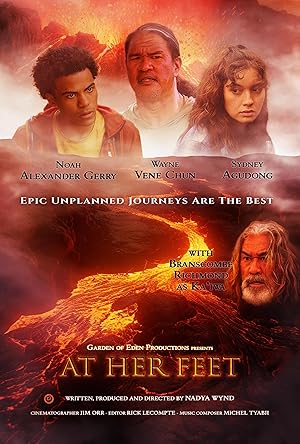 NOAH
ALEXANDER GERRY
WAYNE
VENE CHUN
SYDNEY
AGUDONG
EPIC UNPLANNED JOURNEYS ARE THE BEST
WITH
BRANSCOMBE
RICHMOND
AS KA'IWA
GARDEN OF EDEN PRODUCTIONS PRESENTS
AT HER FEET
WRITTEN, PRODUCED AND DIRECTED BY NADYA WYND
CINEMATOGRAPHER JIM ORR - EDITOR RICK LECOMPTE - MUSIC COMPOSER MICHEL TYABJI